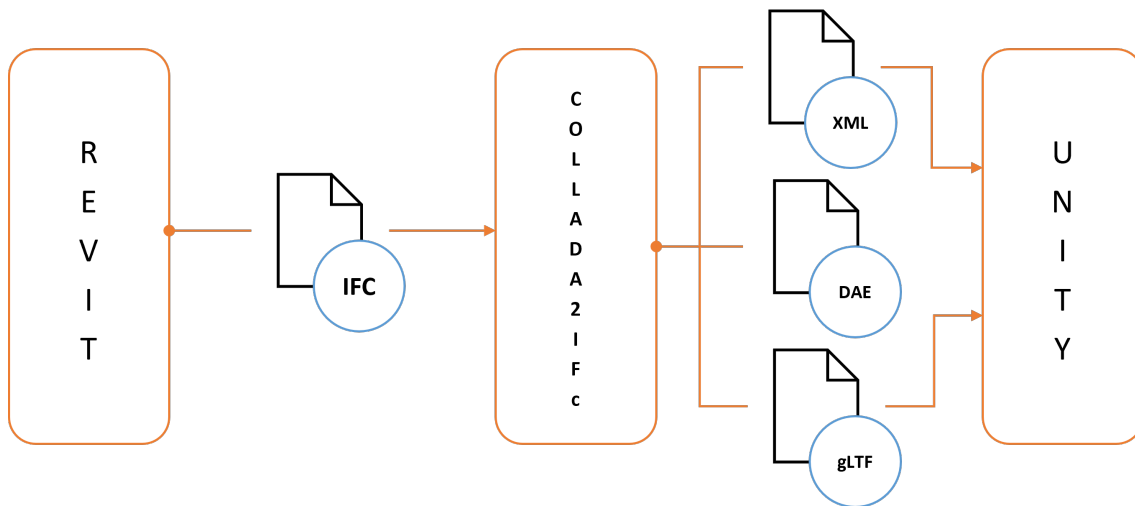 REVIT
IFC
COLLADA2IFc
XML
DAE
gLTF
UNITY